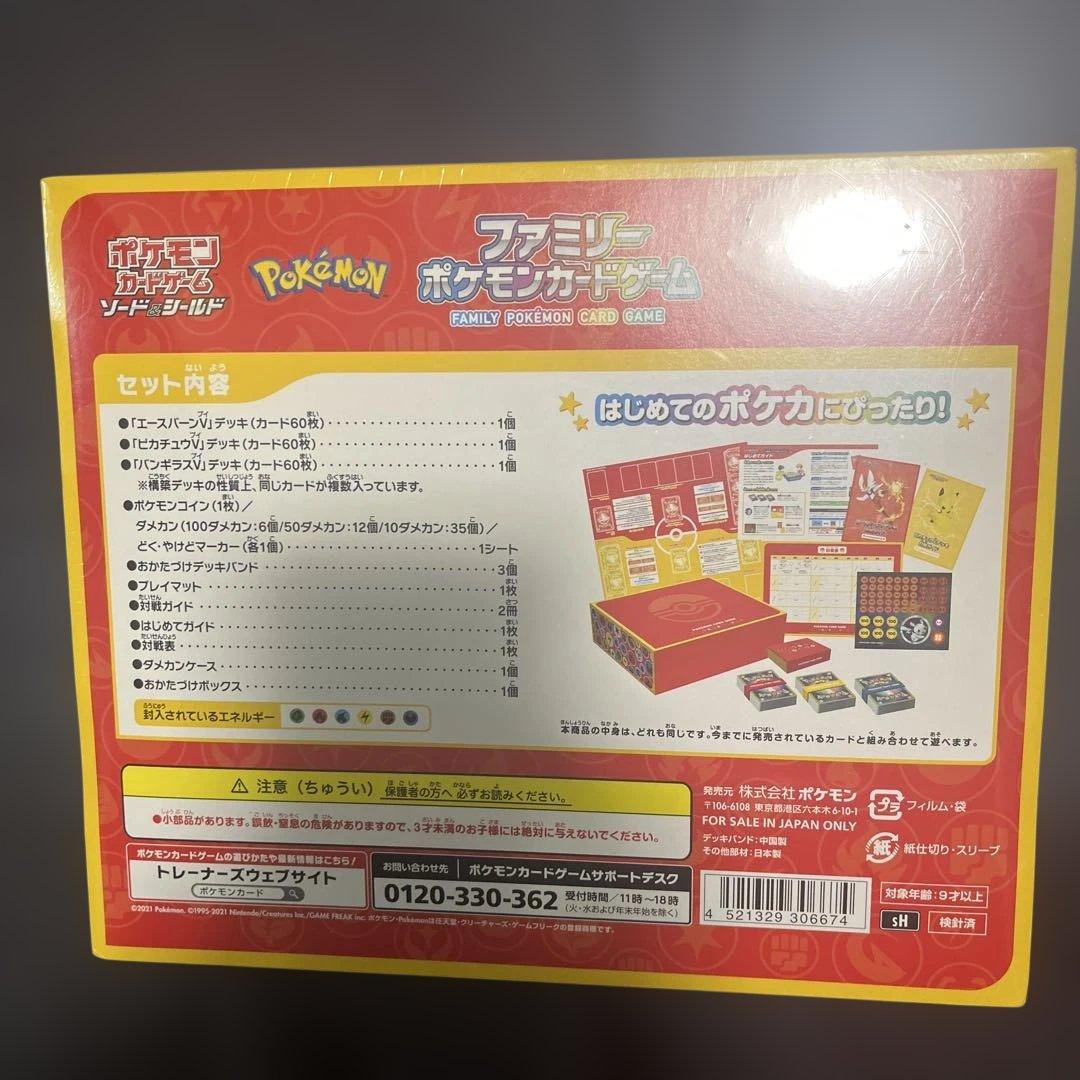 ポケモン
カードゲーム
ソード&シールド
POKéMON
ファミリー
ポケモンカードゲーム
FAMILY POKÉMON CARD GAME
セット内容
●「エースバーンV」デッキ(カード60枚)・・・・・・・・・・・・・・・・・・1個
●「ピカチュウV」デッキ(カード60枚)・・・・・・・・・・・・・・・・・・1個
●「バンギラスV」デッキ(カード60枚)・・・・・・・・・・・・・・・・・・1個
※構築デッキの性質上、同じカードが複数入っています。
●ポケモンコイン(1枚)/
ダメカン(100ダメカン:6個/50ダメカン:12個/10ダメカン:35個)/
どく・やけどマーカー(各1個)・・・・・・・・・・・・・・・・・・1シート
●おかたづけデッキバンド・・・・・・・・・・・・・・・・・・3個
●プレイマット・・・・・・・・・・・・・・・・・・1枚
●対戦ガイド・・・・・・・・・・・・・・・・・・2冊
●はじめてガイド・・・・・・・・・・・・・・・・・・1枚
●対戦表・・・・・・・・・・・・・・・・・・1枚
●ダメカンケース・・・・・・・・・・・・・・・・・・1個
●おかたづけボックス・・・・・・・・・・・・・・・・・・1個
封入されているエネルギー
はじめてのポケカにぴったり!
はじめてガイド
対戦表
100 100 100
100 100 100
本商品の中身は、どれも同じです。今までに発売されているカードと組み合わせて遊べます。
注意(ちゅうい) 保護者の方へ 必ずお読みください。
●小部品があります。誤飲・窒息の危険がありますので、3才未満のお子様には絶対に与えないでください。
ポケモンカードゲームの遊びかたや最新情報はこちら!
トレーナーズウェブサイト
ポケモンカード
お問い合わせ先
ポケモンカードゲームサポートデスク
0120-330-362 受付時間/11時〜18時
(火・水および年末年始を除く)
©2021 Pokémon. ©1995-2021 Nintendo/Creatures Inc./GAME FREAK inc. ポケモン・Pokémonは任天堂・クリーチャーズ・ゲームフリークの登録商標です。
発売元 株式会社ポケモン
〒106-6108 東京都港区六本木6-10-1
FOR SALE IN JAPAN ONLY
デッキバンド:中国製
その他部材:日本製
プラ フィルム・袋
紙 紙仕切り・スリーブ
4 521329 306674
対象年齢:9才以上
sH
検針済